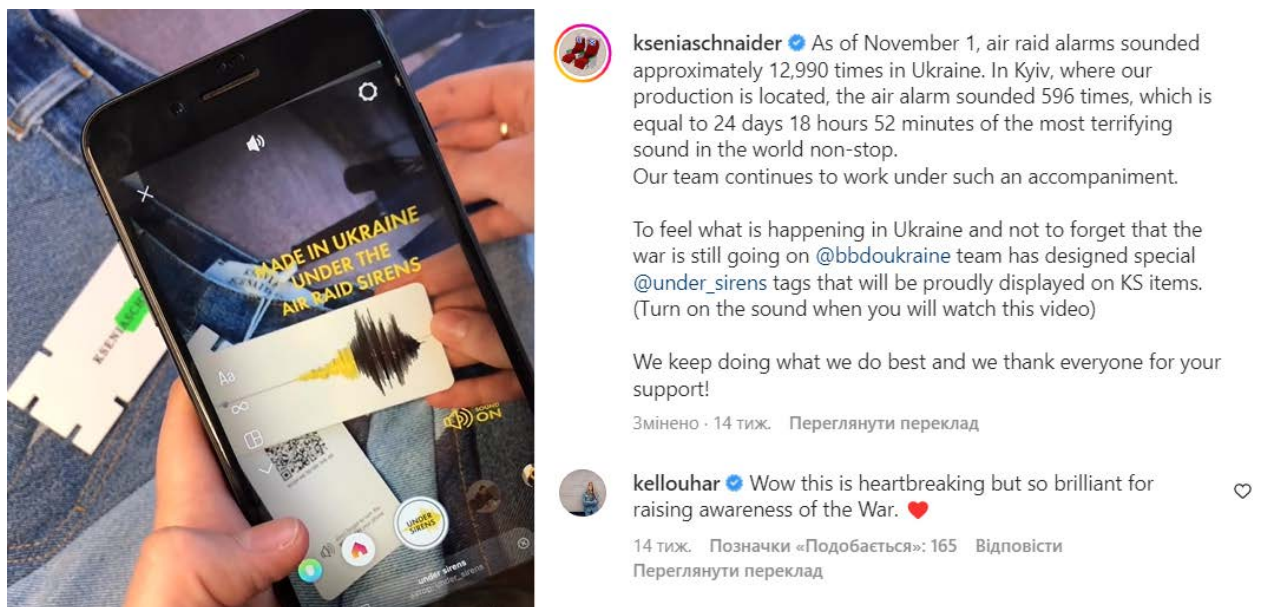 MADE IN UKRAINE
UNDER THE
AIR RAID SIRENS
KSENIASCH
Aa
SOUND
ON
UNDER
SIRENS
under sirens
under_sirens
kseniaschnaider As of November 1, air raid alarms sounded
approximately 12,990 times in Ukraine. In Kyiv, where our
production is located, the air alarm sounded 596 times, which is
equal to 24 days 18 hours 52 minutes of the most terrifying
sound in the world non-stop.
Our team continues to work under such an accompaniment.
To feel what is happening in Ukraine and not to forget that the
war is still going on @bbdoukraine team has designed special
@under_sirens tags that will be proudly displayed on KS items.
(Turn on the sound when you will watch this video)
We keep doing what we do best and we thank everyone for your
support!
Змінено · 14 тиж. Переглянути переклад
kellouhar Wow this is heartbreaking but so brilliant for
raising awareness of the War. ❤
14 тиж. Позначки «Подобається»: 165 Відповісти
Переглянути переклад